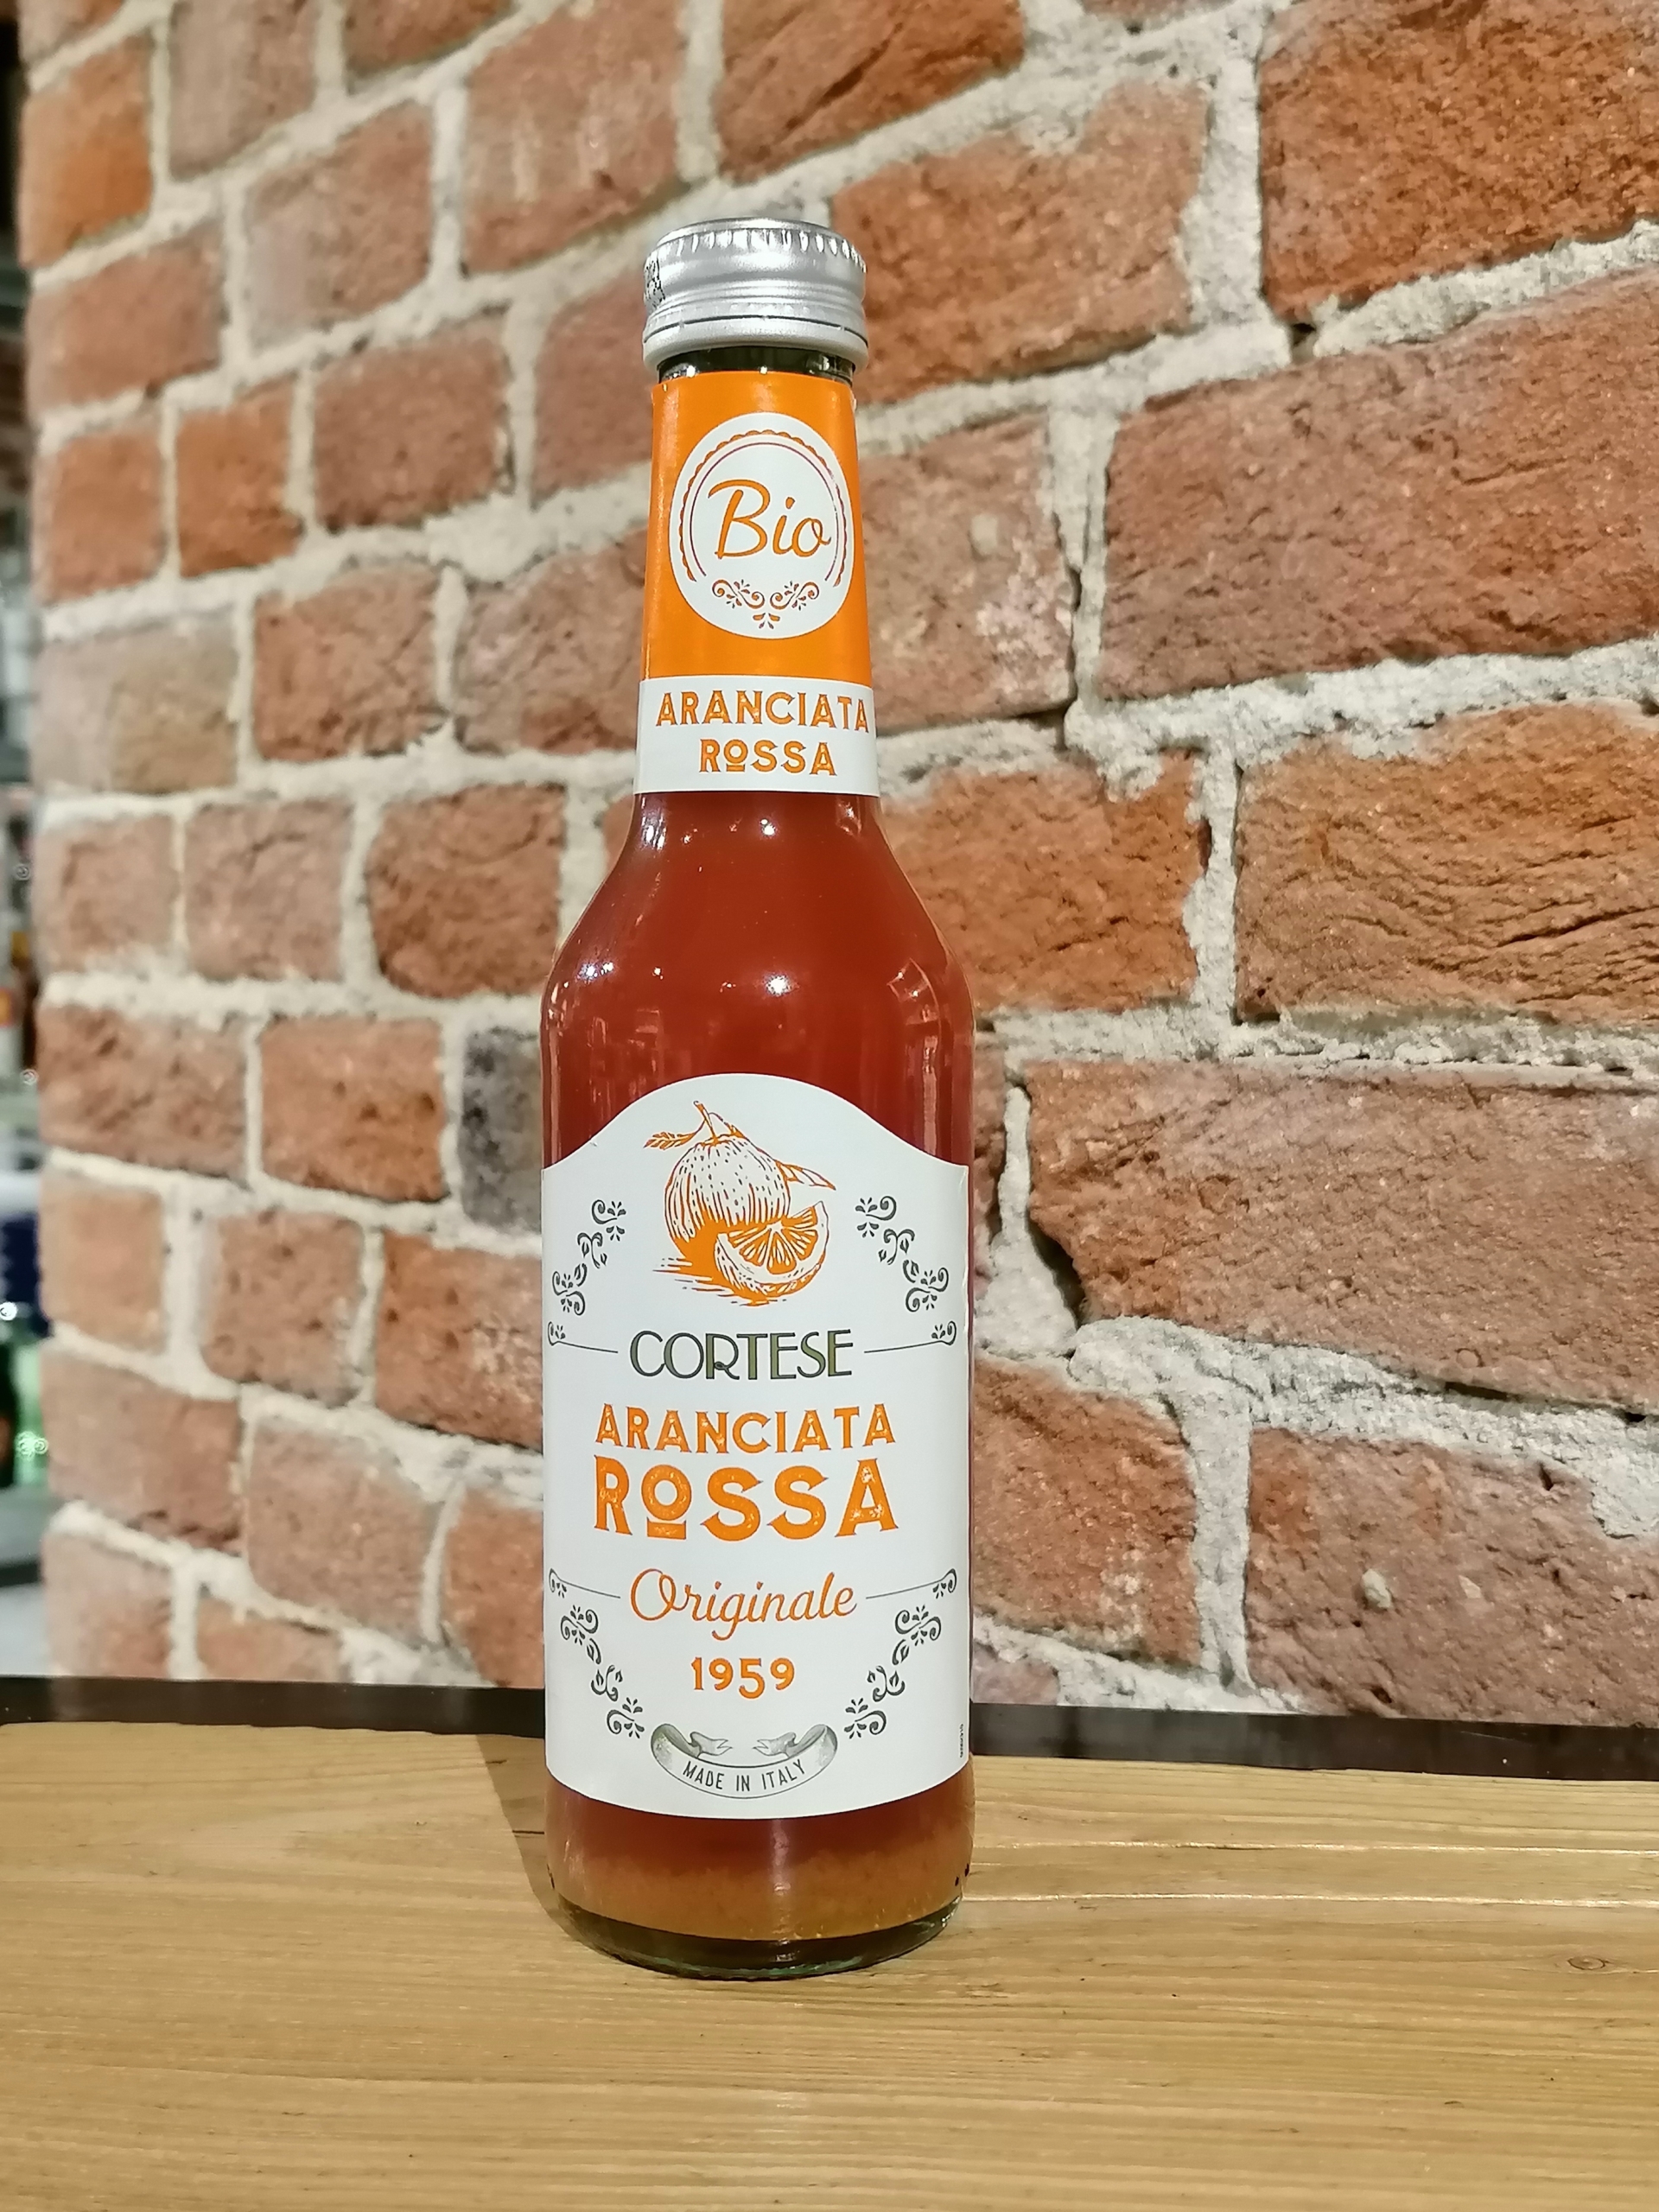 Bio
ARANCIATA
ROSSA
CORTESE
ARANCIATA
ROSSA
Originale
1959
MADE IN ITALY